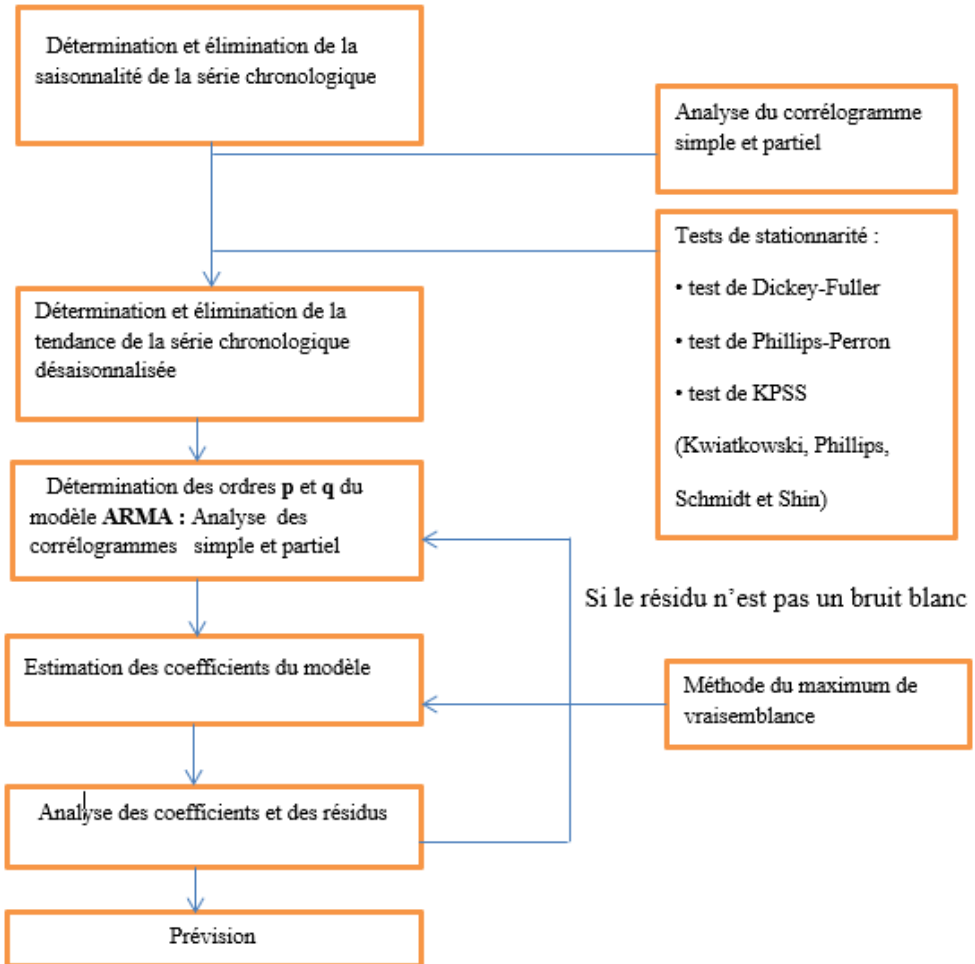 Détermination et élimination de la
saisonnalité de la série chronologique
Analyse du corrélogramme
simple et partiel
Tests de stationnarité :
• test de Dickey-Fuller
• test de Phillips-Perron
• test de KPSS
(Kwiatkowski, Phillips,
Schmidt et Shin)
Détermination et élimination de la
tendance de la série chronologique
désaisonnalisée
Détermination des ordres p et q du
modèle ARMA : Analyse des
corrélogrammes simple et partiel
Si le résidu n’est pas un bruit blanc
Estimation des coefficients du modèle
Méthode du maximum de
vraisemblance
Analyse des coefficients et des résidus
Prévision